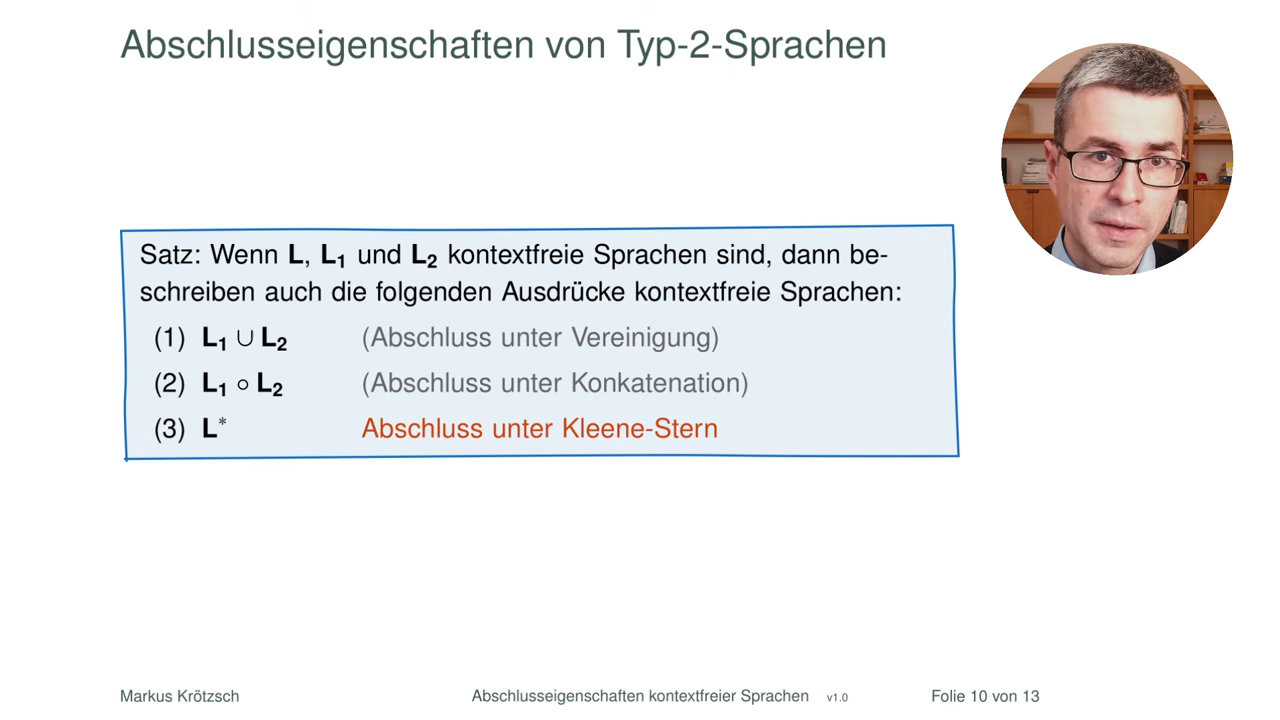 Abschlusseigenschaften von Typ-2-Sprachen
Satz: Wenn L, L₁ und L₂ kontextfreie Sprachen sind, dann be-
schreiben auch die folgenden Ausdrücke kontextfreie Sprachen:
(1) L₁ ∪ L₂ (Abschluss unter Vereinigung)
(2) L₁ ∘ L₂ (Abschluss unter Konkatenation)
(3) L* Abschluss unter Kleene-Stern
Markus Krötzsch Abschlusseigenschaften kontextfreier Sprachen v1.0 Folie 10 von 13